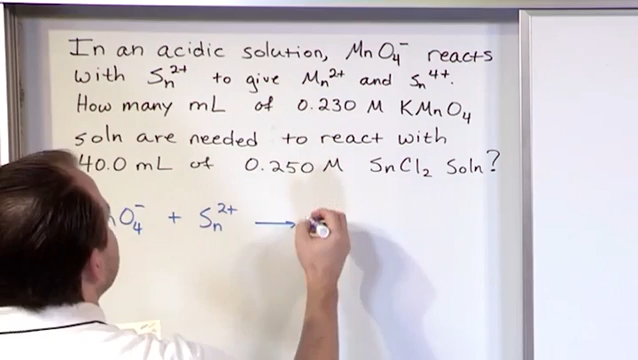 In an acidic solution, MnO₄⁻ reacts
with Sn²⁺ to give Mn²⁺ and Sn⁴⁺.
How many mL of 0.230 M KMnO₄
soln are needed to react with
40.0 mL of 0.250 M SnCl₂ Soln?
nO₄⁻ + Sn²⁺ →